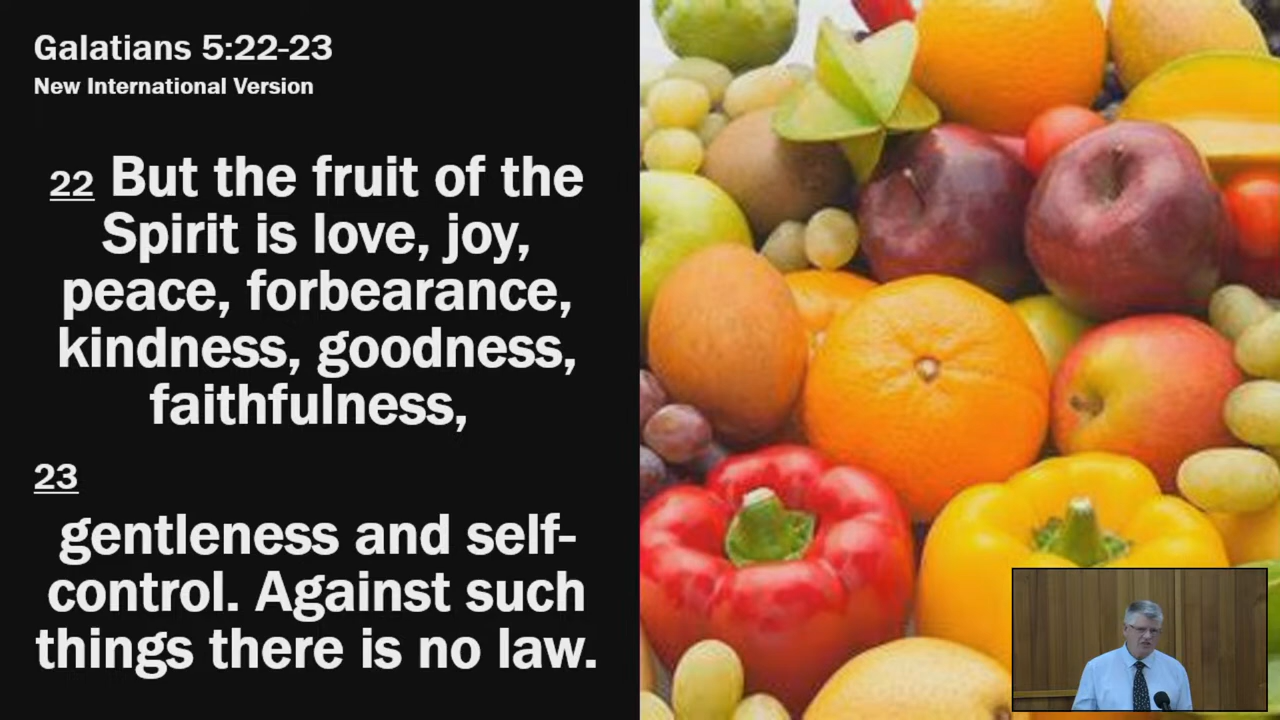 Galatians 5:22-23
New International Version
22 But the fruit of the
Spirit is love, joy,
peace, forbearance,
kindness, goodness,
faithfulness,
23
gentleness and self-
control. Against such
things there is no law.